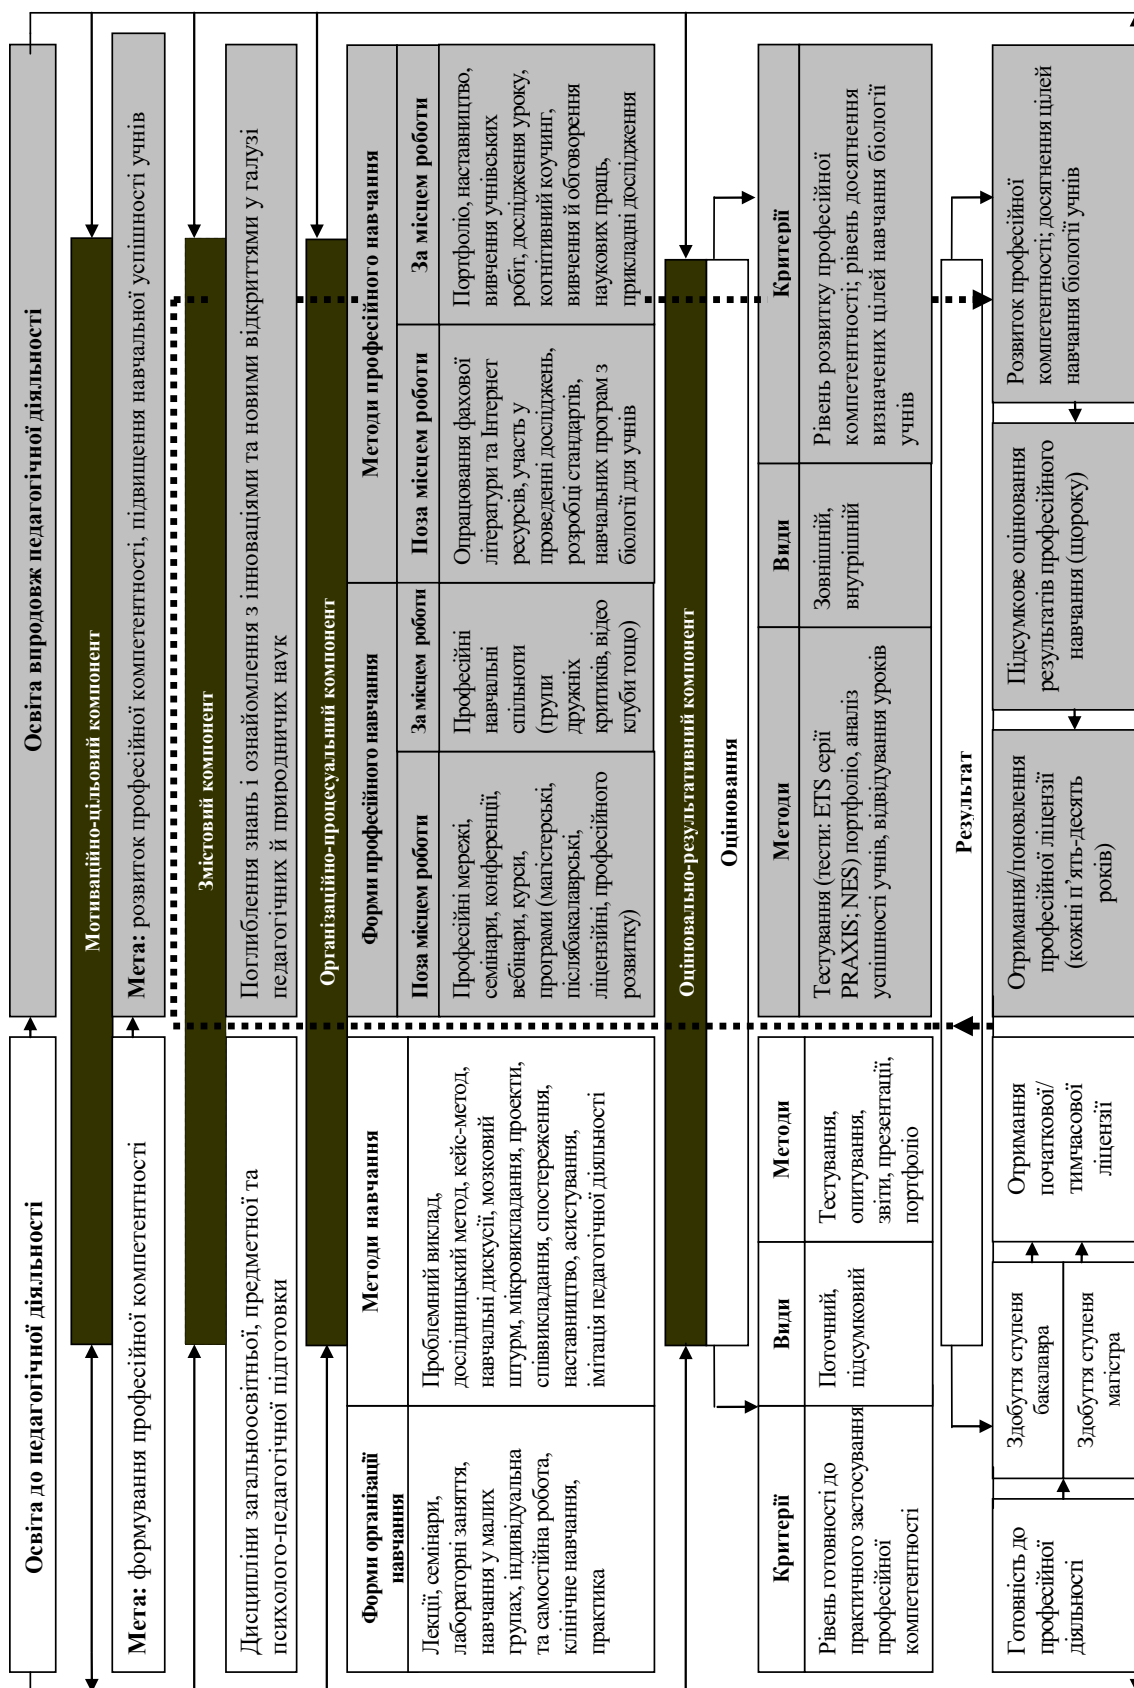 Освіта до педагогічної діяльності
Освіта впродовж педагогічної діяльності
Мотиваційно-цільовий компонент
Мета: формування професійної компетентності
Мета: розвиток професійної компетентності, підвищення навчальної успішності учнів
Змістовий компонент
Дисципліни загальноосвітньої, предметної та
психолого-педагогічної підготовки
Поглиблення знань і ознайомлення з інноваціями та новими відкриттями у галузі
педагогічних й природничих наук
Організаційно-процесуальний компонент
Форми організації
навчання
Лекції, семінари,
лабораторні заняття,
навчання у малих
групах, індивідуальна
та самостійна робота,
клінічне навчання,
практика
Методи навчання
Проблемний виклад,
дослідницький метод, кейс-метод,
навчальні дискусії, мозковий
штурм, мікровикладання, проекти,
співвикладання, спостереження,
наставництво, асистування,
імітація педагогічної діяльності
Форми професійного навчання
Поза місцем роботи
Професійні мережі,
семінари, конференції,
вебінари, курси,
програми (магістерські,
післябакалаврські,
ліцензійні, професійного
розвитку)
За місцем роботи
Професійні
навчальні
спільноти
(групи
дружніх
критиків, відео
клуби тощо)
Методи професійного навчання
Поза місцем роботи
Опрацювання фахової
літератури та Інтернет
ресурсів, участь у
проведенні досліджень,
розробці стандартів,
навчальних програм з
біології для учнів
За місцем роботи
Портфоліо, наставництво,
вивчення учнівських
робіт, дослідження уроку,
когнітивний коучинг,
вивчення й обговорення
наукових праць,
прикладні дослідження
Оцінювально-результативний компонент
Оцінювання
Критерії
Рівень готовності до
практичного застосування
професійної
компетентності
Види
Поточний,
підсумковий
Методи
Тестування,
опитування,
звіти, презентації,
портфоліо
Методи
Тестування (тести: ETS серії
PRAXIS; NES) портфоліо, аналіз
успішності учнів, відвідування уроків
Види
Зовнішній,
внутрішній
Критерії
Рівень розвитку професійної
компетентності; рівень досягнення
визначених цілей навчання біології
учнів
Результат
Готовність до
професійної
діяльності
Здобуття ступеня
бакалавра
Здобуття ступеня
магістра
Отримання
початкової/
тимчасової
ліцензії
Отримання/поновлення
професійної ліцензії
(кожні п'ять-десять
років)
Підсумкове оцінювання
результатів професійного
навчання (щороку)
Розвиток професійної
компетентності; досягнення цілей
навчання біології учнів